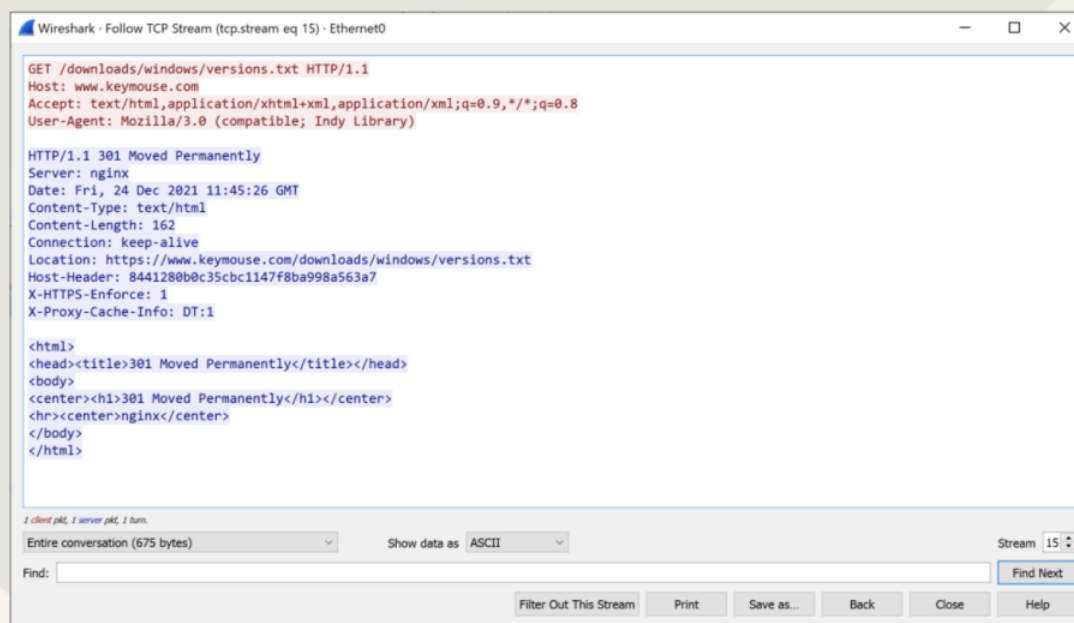 Wireshark · Follow TCP Stream (tcp.stream eq 15) · Ethernet0
GET /downloads/windows/versions.txt HTTP/1.1
Host: www.keymouse.com
Accept: text/html,application/xhtml+xml,application/xml;q=0.9,*/*;q=0.8
User-Agent: Mozilla/3.0 (compatible; Indy Library)
HTTP/1.1 301 Moved Permanently
Server: nginx
Date: Fri, 24 Dec 2021 11:45:26 GMT
Content-Type: text/html
Content-Length: 162
Connection: keep-alive
Location: https://www.keymouse.com/downloads/windows/versions.txt
Host-Header: 8441280b0c35cbc1147f8ba998a563a7
X-HTTPS-Enforce: 1
X-Proxy-Cache-Info: DT:1
<html>
<head><title>301 Moved Permanently</title></head>
<body>
<center><h1>301 Moved Permanently</h1></center>
<hr><center>nginx</center>
</body>
</html>
1 client pkt, 1 server pkt, 1 turn.
Entire conversation (675 bytes) Show data as ASCII Stream 15
Find: Find Next
Filter Out This Stream Print Save as... Back Close Help